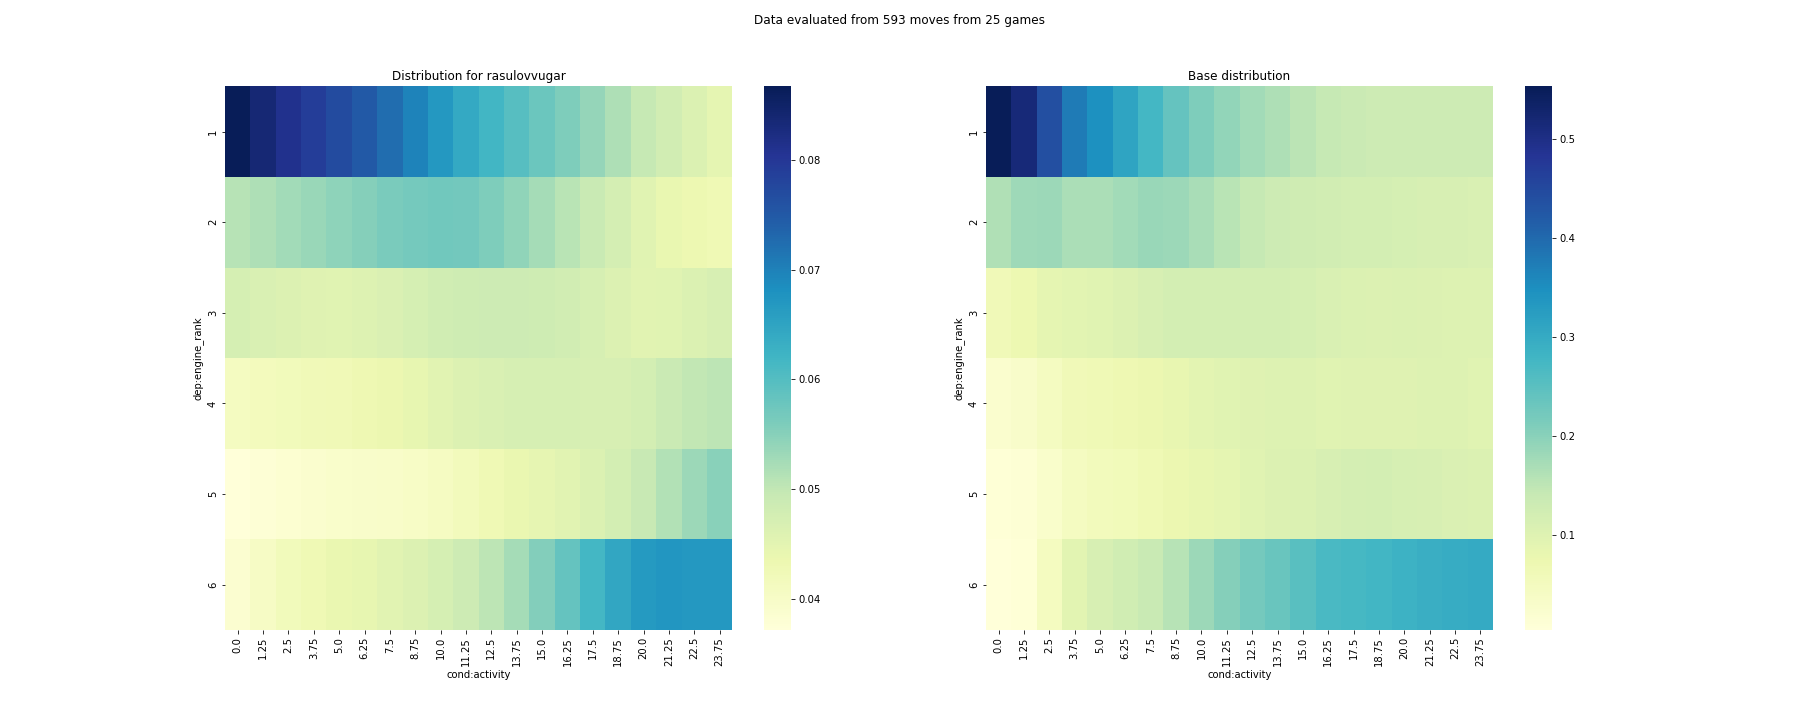 Data evaluated from 593 moves from 25 games
Distribution for rasulovvugar
dep:engine_rank
1
2
3
4
5
6
0.0 1.25 2.5 3.75 5.0 6.25 7.5 8.75 10.0 11.25 12.5 13.75 15.0 16.25 17.5 18.75 20.0 21.25 22.5 23.75
cond:activity
0.08
0.07
0.06
0.05
0.04
Base distribution
dep:engine_rank
1
2
3
4
5
6
0.0 1.25 2.5 3.75 5.0 6.25 7.5 8.75 10.0 11.25 12.5 13.75 15.0 16.25 17.5 18.75 20.0 21.25 22.5 23.75
cond:activity
0.5
0.4
0.3
0.2
0.1